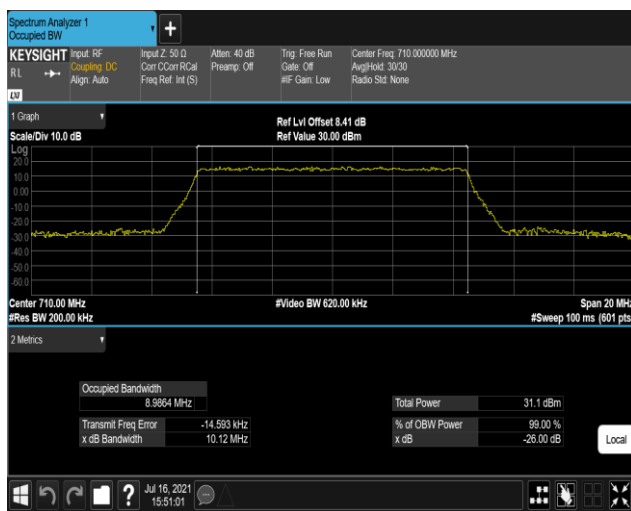 Spectrum Analyzer 1
Occupied BW
KEYSIGHT Input: RF Input Z: 50 Ω Atten: 40 dB Trig: Free Run Center Freq: 710.000000 MHz
RL Coupling: DC Corr CCorr RCal Preamp: Off Gate: Off Avg|Hold: 30/30
Align: Auto Freq Ref: Int (S) #IF Gain: Low Radio Std: None
LXI
1 Graph Ref Lvl Offset 8.41 dB
Scale/Div 10.0 dB Ref Value 30.00 dBm
Log
20.0
10.0
0.00
-10.0
-20.0
-30.0
-40.0
-50.0
-60.0
Center 710.00 MHz #Video BW 620.00 kHz Span 20 MHz
#Res BW 200.00 kHz #Sweep 100 ms (601 pts
2 Metrics
Occupied Bandwidth
8.9864 MHz Total Power 31.1 dBm
Transmit Freq Error -14.593 kHz % of OBW Power 99.00 %
x dB Bandwidth 10.12 MHz x dB -26.00 dB
Local
? Jul 16, 2021
15:51:01